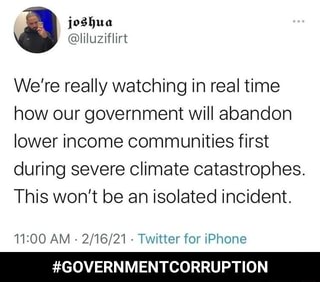 𝖏𝖔𝖘𝖍𝖚𝖆
@liluziflirt
We're really watching in real time
how our government will abandon
lower income communities first
during severe climate catastrophes.
This won't be an isolated incident.
11:00 AM · 2/16/21 · Twitter for iPhone
#GOVERNMENTCORRUPTION